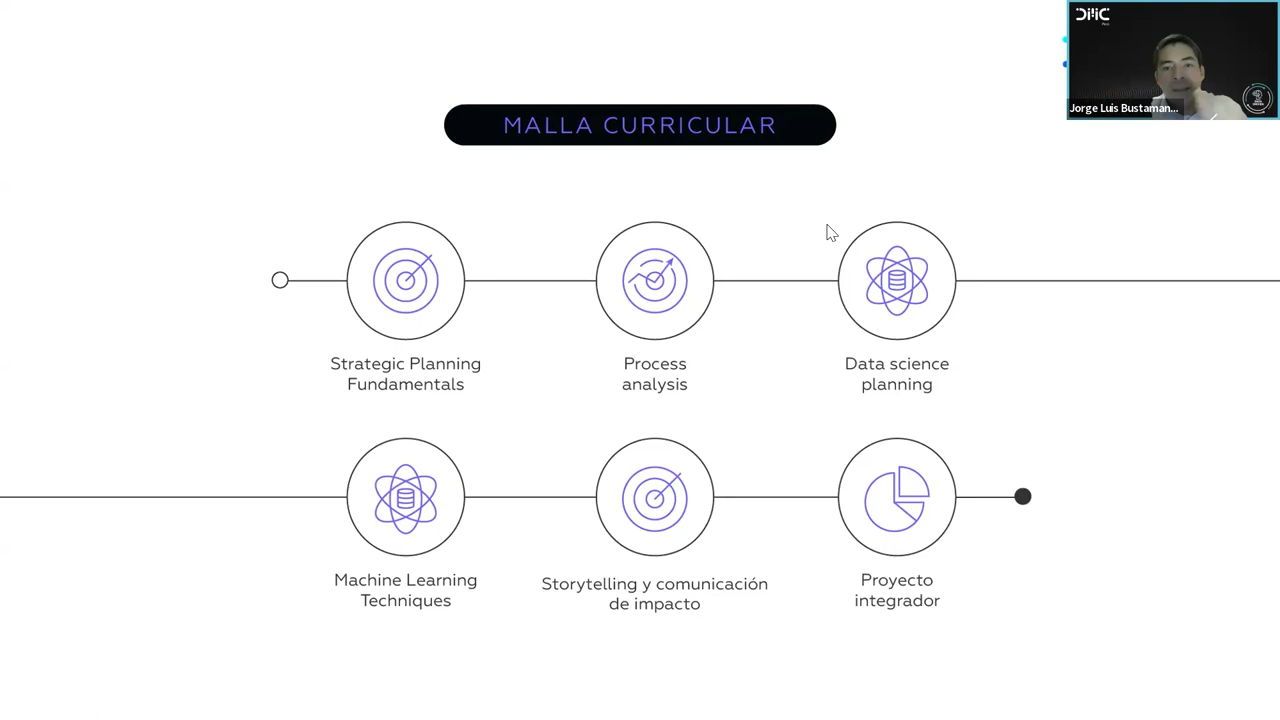 DMC
Jorge Luis Bustaman...
MALLA CURRICULAR
Strategic Planning
Fundamentals
Process
analysis
Data science
planning
Machine Learning
Techniques
Storytelling y comunicación
de impacto
Proyecto
integrador